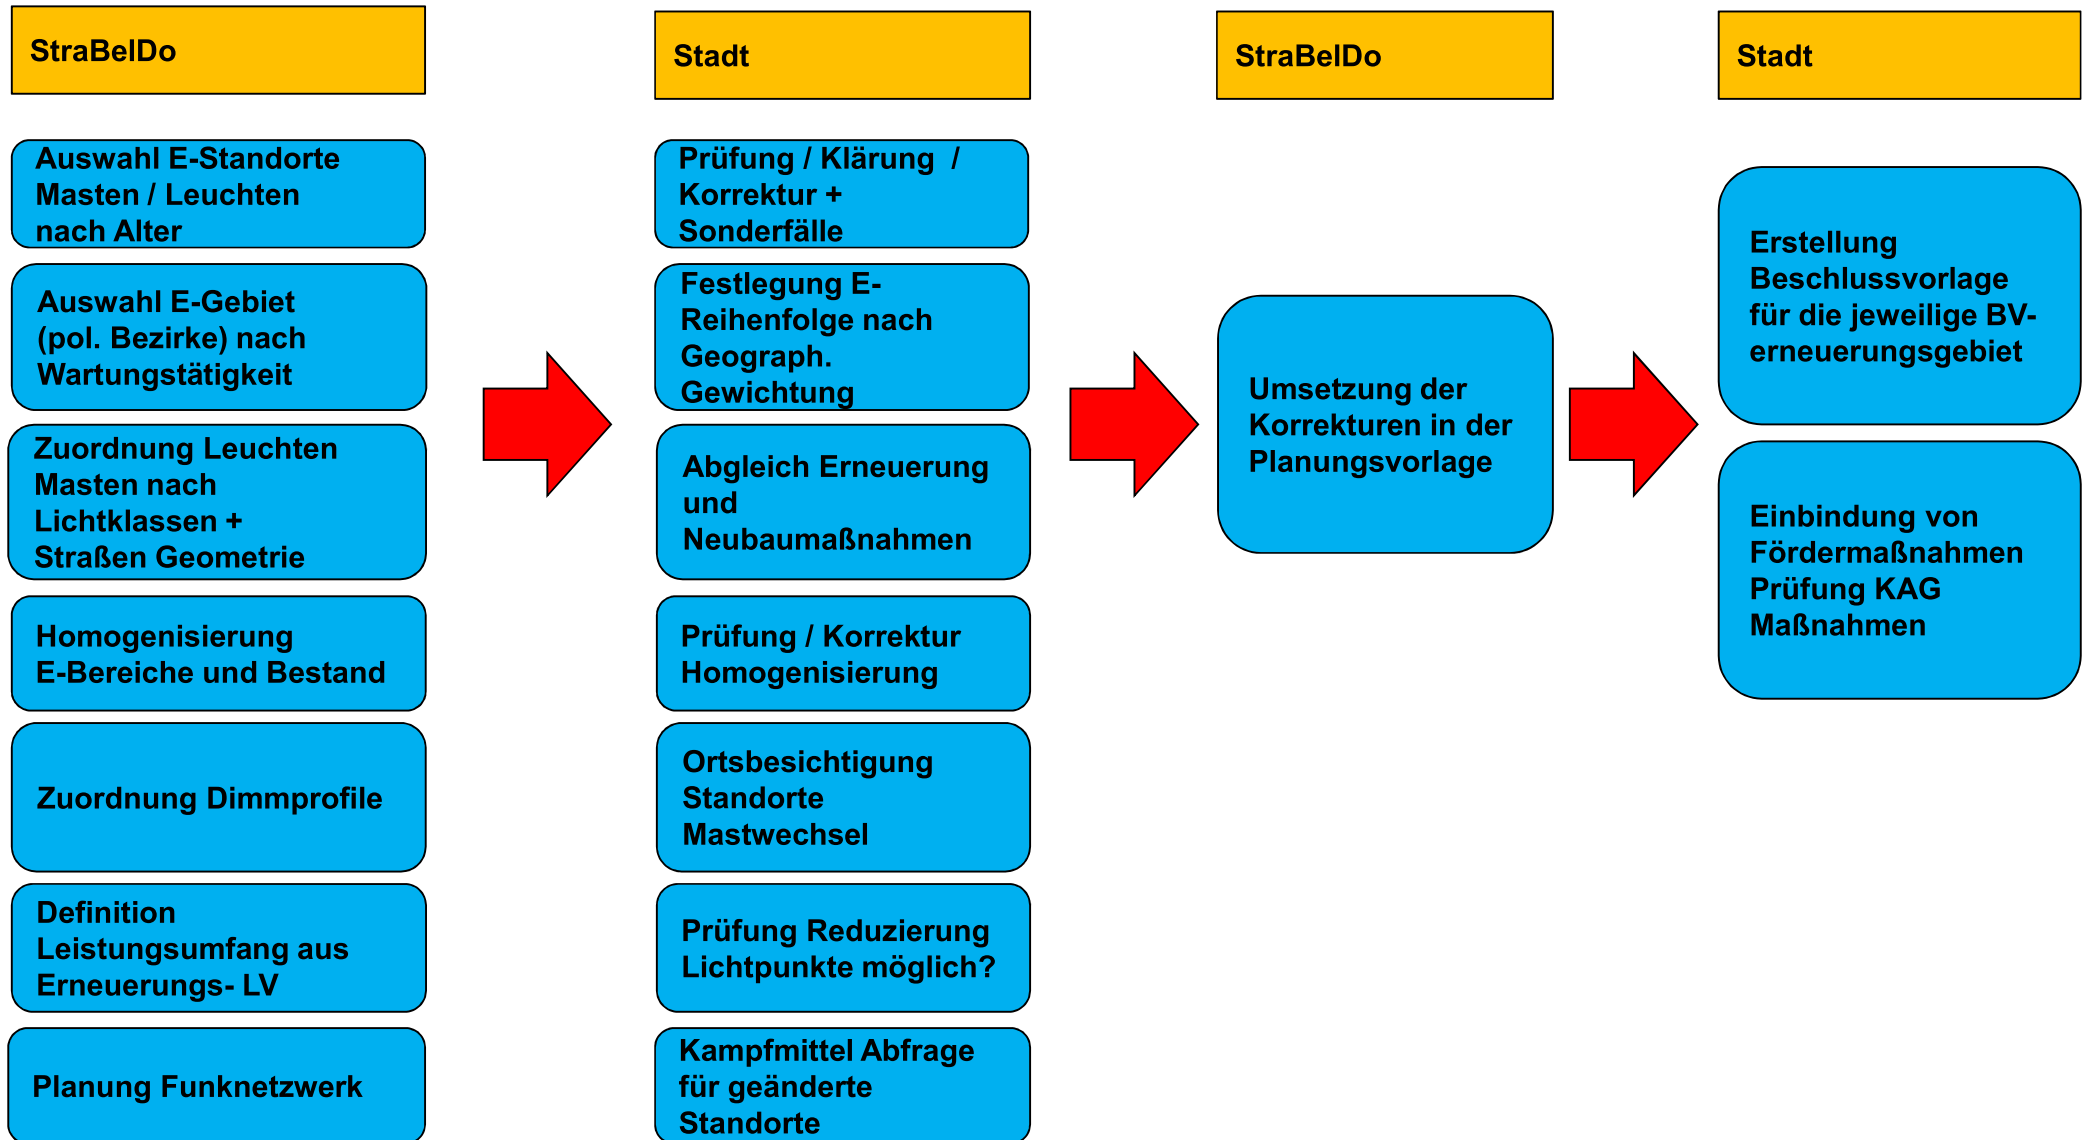 StraBelDo
Auswahl E-Standorte
Masten / Leuchten
nach Alter
Auswahl E-Gebiet
(pol. Bezirke) nach
Wartungstätigkeit
Zuordnung Leuchten
Masten nach
Lichtklassen +
Straßen Geometrie
Homogenisierung
E-Bereiche und Bestand
Zuordnung Dimmprofile
Definition
Leistungsumfang aus
Erneuerungs- LV
Planung Funknetzwerk
Stadt
Prüfung / Klärung /
Korrektur +
Sonderfälle
Festlegung E-
Reihenfolge nach
Geograph.
Gewichtung
Abgleich Erneuerung
und
Neubaumaßnahmen
Prüfung / Korrektur
Homogenisierung
Ortsbesichtigung
Standorte
Mastwechsel
Prüfung Reduzierung
Lichtpunkte möglich?
Kampfmittel Abfrage
für geänderte
Standorte
StraBelDo
Umsetzung der
Korrekturen in der
Planungsvorlage
Stadt
Erstellung
Beschlussvorlage
für die jeweilige BV-
erneuerungsgebiet
Einbindung von
Fördermaßnahmen
Prüfung KAG
Maßnahmen